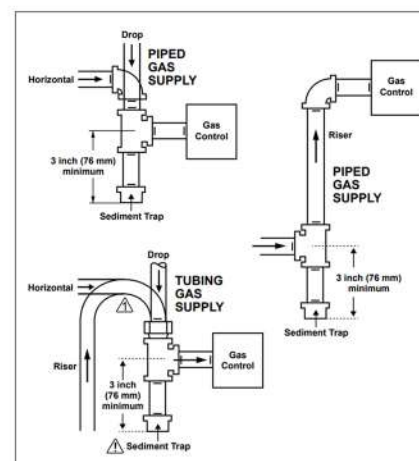 Drop
PIPED
GAS
SUPPLY
Horizontal
Gas
Control
3 inch (76 mm)
minimum
Sediment Trap
Gas
Control
Riser
PIPED
GAS
SUPPLY
3 inch (76 mm)
minimum
Sediment Trap
Drop
TUBING
GAS
SUPPLY
Horizontal
Riser
Gas
Control
3 inch
(76 mm)
minimum
Sediment Trap